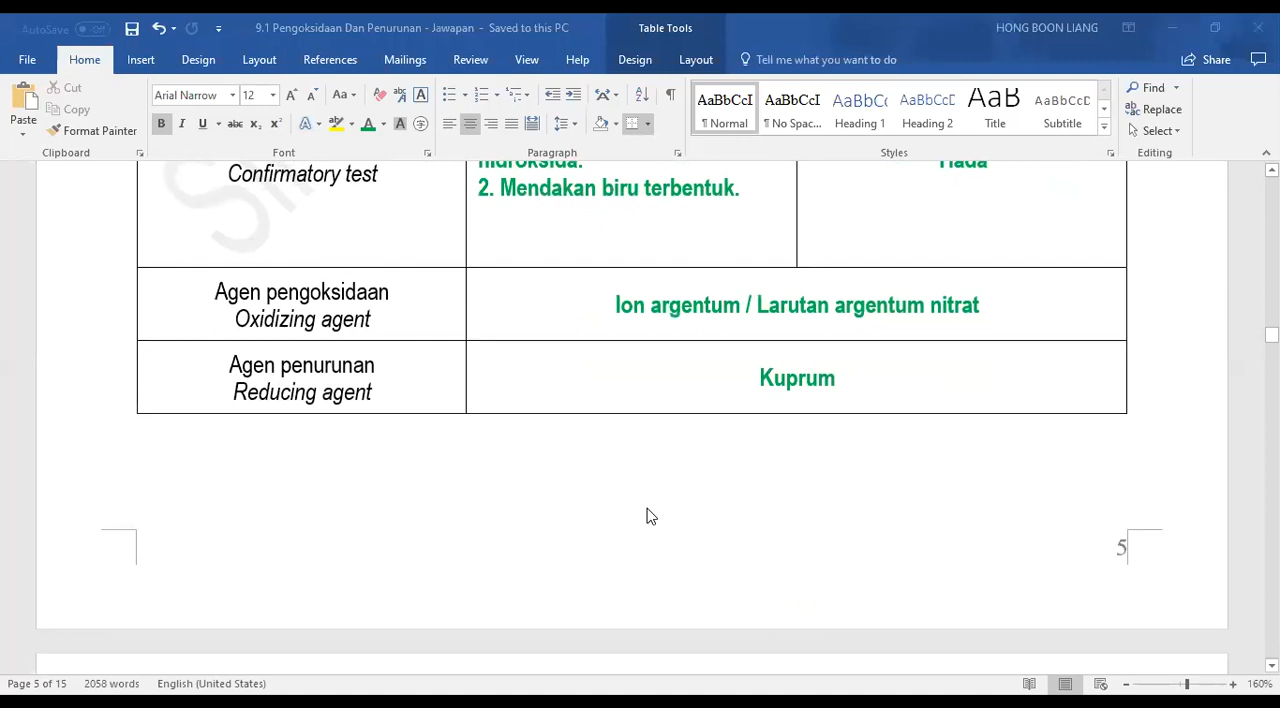 AutoSave Off
9.1 Pengoksidaan Dan Penurunan - Jawapan - Saved to this PC
Table Tools
HONG BOON LIANG
File Home Insert Design Layout References Mailings Review View Help Design Layout Tell me what you want to do Share
Paste
Cut
Copy
Format Painter
Clipboard
Arial Narrow 12
Font
Paragraph
AaBbCcI AaBbCcI AaBbCc AaBbCcD AaB AaBbCcD
¶ Normal ¶ No Spac... Heading 1 Heading 2 Title Subtitle
Styles
Find
Replace
Select
Editing
hidroksida.
Tiada
Confirmatory test
2. Mendakan biru terbentuk.
Agen pengoksidaan
Oxidizing agent
Ion argentum / Larutan argentum nitrat
Agen penurunan
Reducing agent
Kuprum
5
Page 5 of 15 2058 words English (United States) 160%